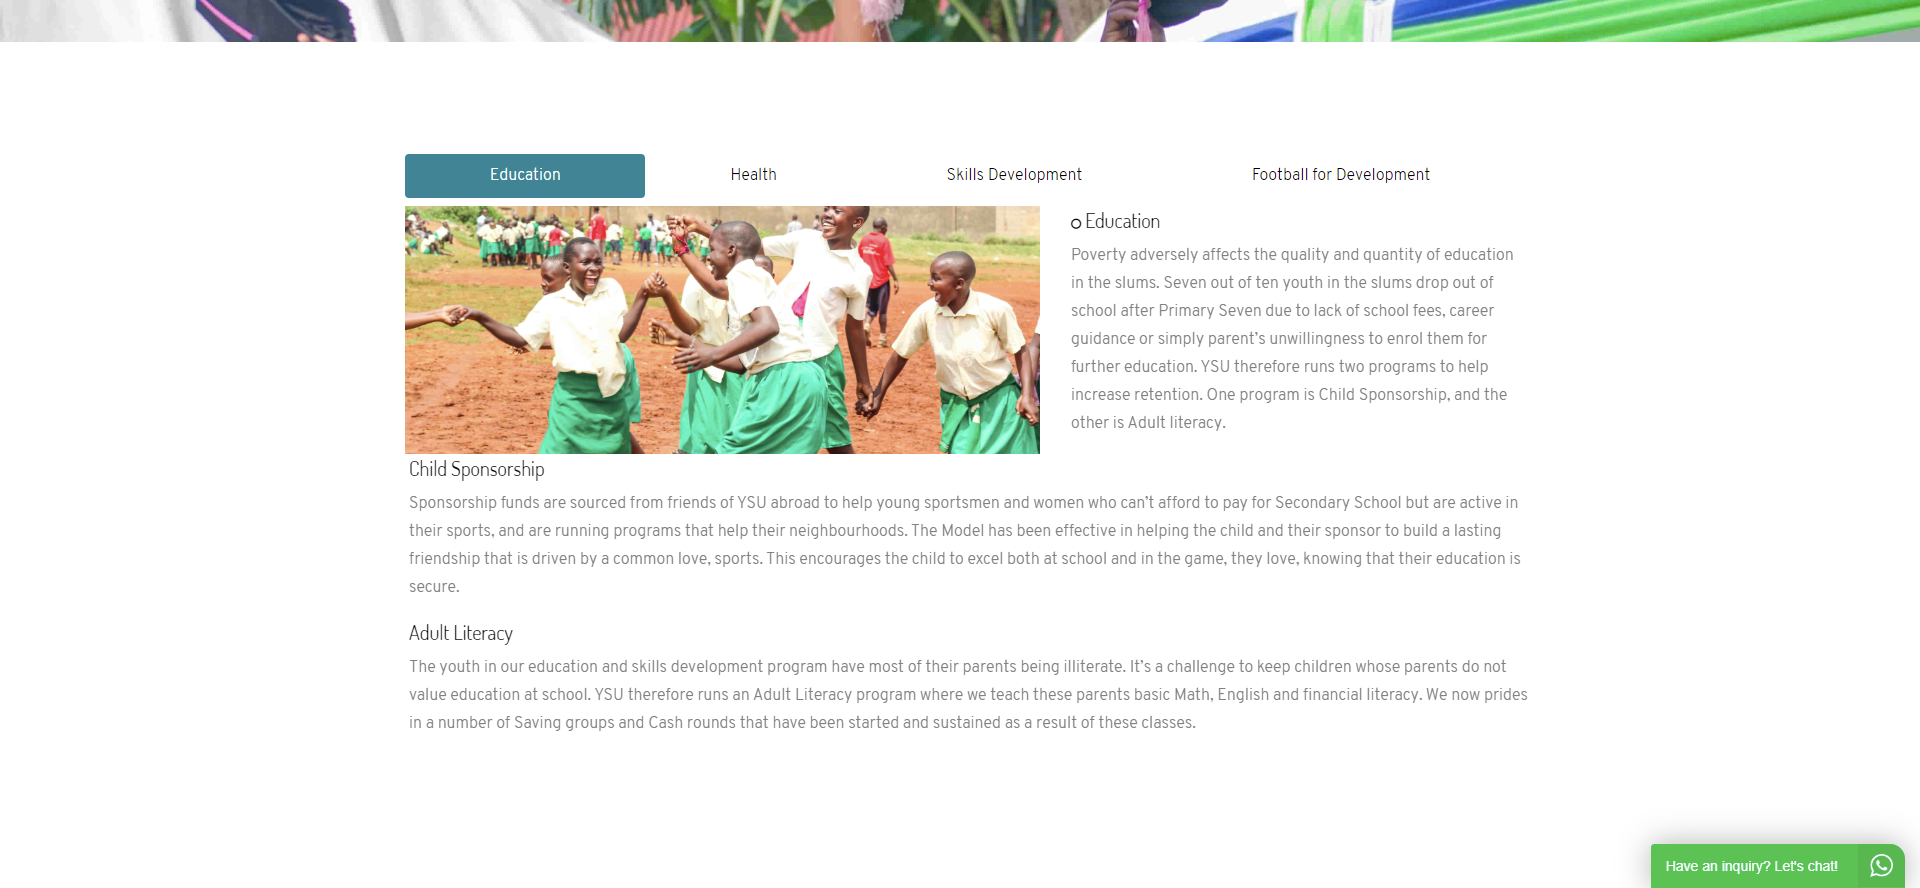 Education
Health
Skills Development
Football for Development
Education
Poverty adversely affects the quality and quantity of education
in the slums. Seven out of ten youth in the slums drop out of
school after Primary Seven due to lack of school fees, career
guidance or simply parent’s unwillingness to enrol them for
further education. YSU therefore runs two programs to help
increase retention. One program is Child Sponsorship, and the
other is Adult literacy.
Child Sponsorship
Sponsorship funds are sourced from friends of YSU abroad to help young sportsmen and women who can’t afford to pay for Secondary School but are active in
their sports, and are running programs that help their neighbourhoods. The Model has been effective in helping the child and their sponsor to build a lasting
friendship that is driven by a common love, sports. This encourages the child to excel both at school and in the game, they love, knowing that their education is
secure.
Adult Literacy
The youth in our education and skills development program have most of their parents being illiterate. It’s a challenge to keep children whose parents do not
value education at school. YSU therefore runs an Adult Literacy program where we teach these parents basic Math, English and financial literacy. We now prides
in a number of Saving groups and Cash rounds that have been started and sustained as a result of these classes.
Have an inquiry? Let's chat!